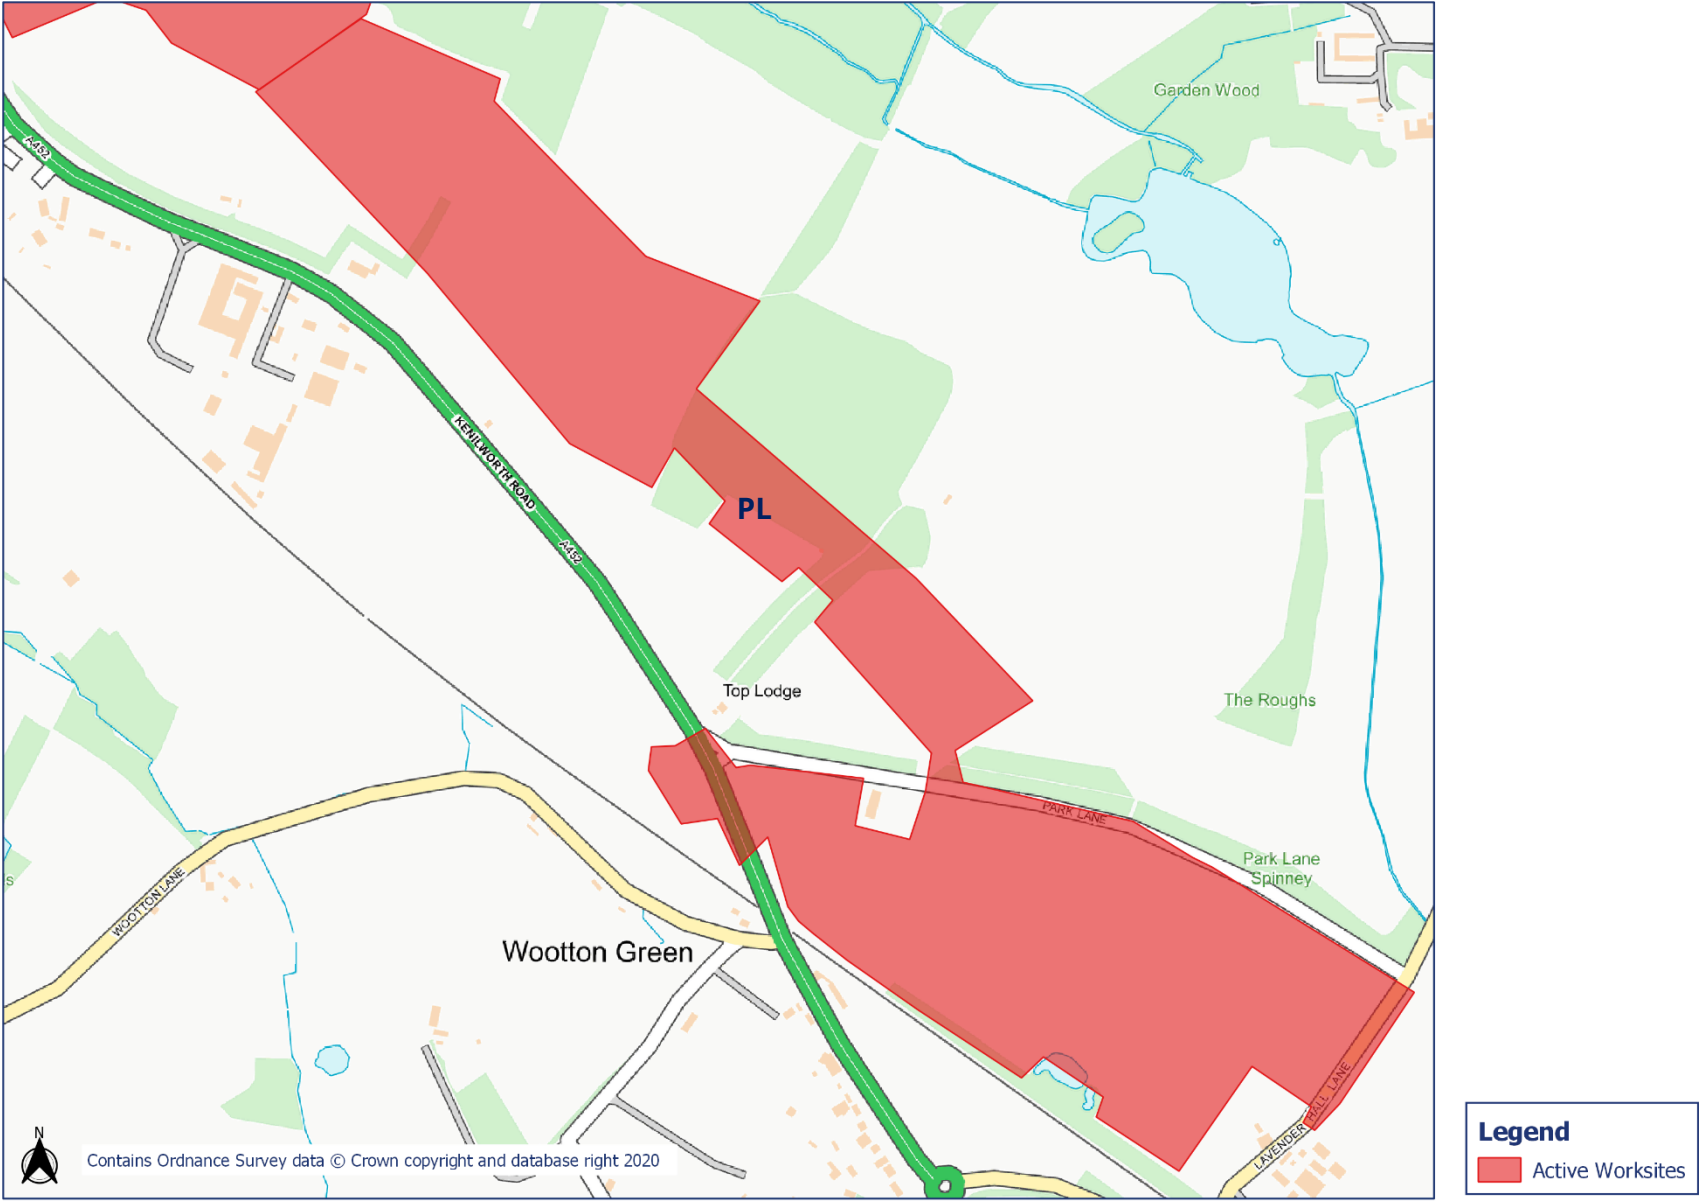 Garden Wood
A452
KENILWORTH ROAD
PL
A452
Top Lodge
The Roughs
PARK LANE
Park Lane
Spinney
s
WOOTTON LANE
Wootton Green
LAVENDER HALL LANE
N
Contains Ordnance Survey data © Crown copyright and database right 2020
Legend
Active Worksites